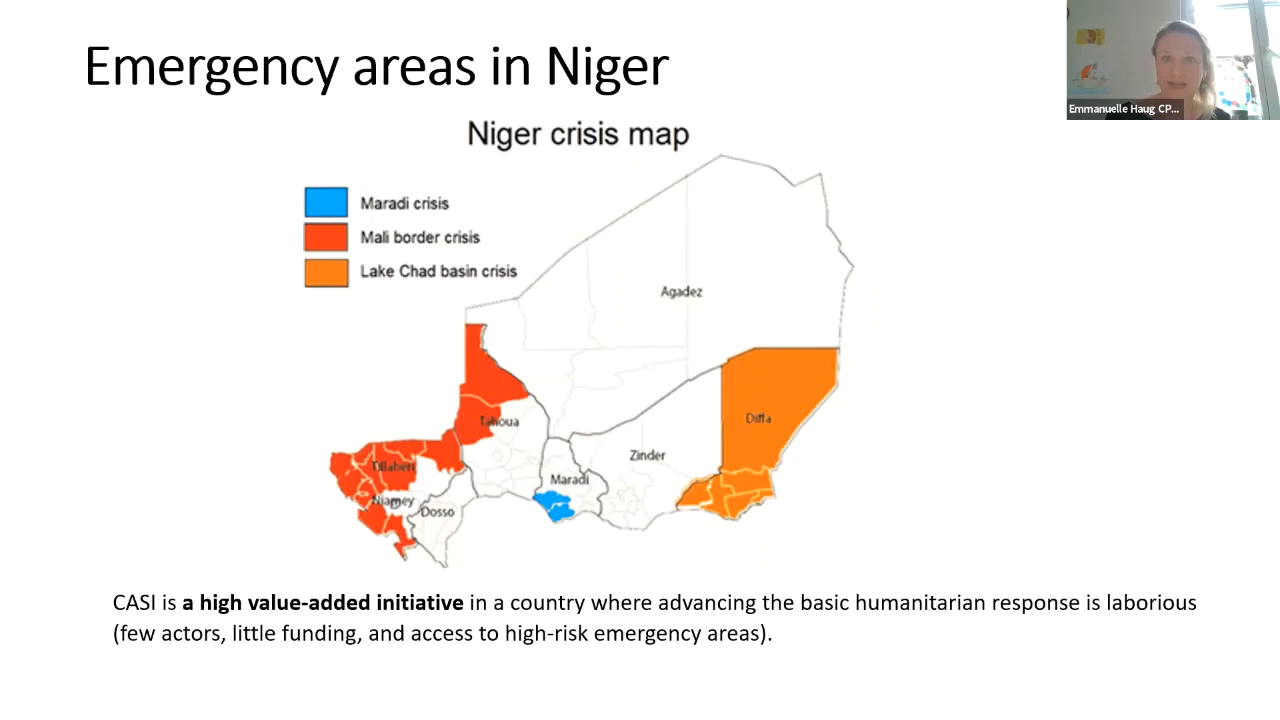 Emergency areas in Niger
Emmanuelle Haug CP...
Niger crisis map
Maradi crisis
Mali border crisis
Lake Chad basin crisis
Agadez
Tahoua
Diffa
Zinder
Tillaberi
Maradi
Niamey
Dosso
CASI is a high value-added initiative in a country where advancing the basic humanitarian response is laborious
(few actors, little funding, and access to high-risk emergency areas).